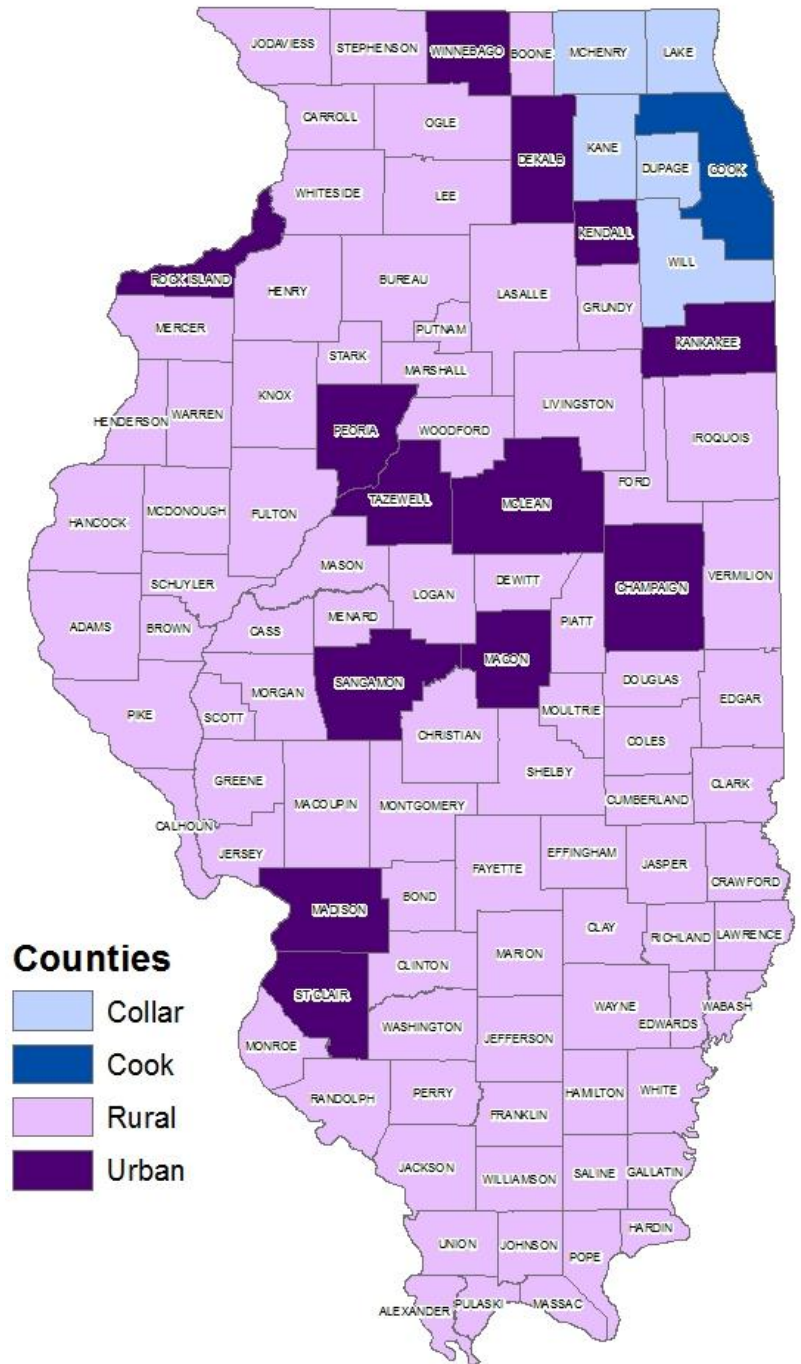 JODAVIESS
STEPHENSON
WINNEBAGO
BOONE
MCHENRY
LAKE
CARROLL
OGLE
DEKALB
KANE
DUPAGE
COOK
WHITESIDE
LEE
KENDALL
WILL
ROCK ISLAND
HENRY
BUREAU
LASALLE
GRUNDY
MERCER
PUTNAM
KANKAKEE
STARK
MARSHALL
HENDERSON
WARREN
KNOX
PEORIA
WOODFORD
LIVINGSTON
IROQUOIS
HANCOCK
MCDONOUGH
FULTON
TAZEWELL
MCLEAN
FORD
SCHUYLER
MASON
LOGAN
DEWITT
CHAMPAIGN
VERMILION
ADAMS
BROWN
CASS
MENARD
PIATT
PIKE
SCOTT
MORGAN
SANGAMON
MACON
DOUGLAS
EDGAR
CHRISTIAN
MOULTRIE
COLES
GREENE
MACOUPIN
MONTGOMERY
SHELBY
CUMBERLAND
CLARK
CALHOUN
JERSEY
FAYETTE
EFFINGHAM
JASPER
CRAWFORD
MADISON
BOND
CLAY
RICHLAND
LAWRENCE
CLINTON
MARION
ST CLAIR
WAYNE
EDWARDS
WABASH
MONROE
WASHINGTON
JEFFERSON
RANDOLPH
PERRY
HAMILTON
WHITE
FRANKLIN
JACKSON
WILLIAMSON
SALINE
GALLATIN
UNION
JOHNSON
POPE
HARDIN
ALEXANDER
PULASKI
MASSAC
Counties
Collar
Cook
Rural
Urban